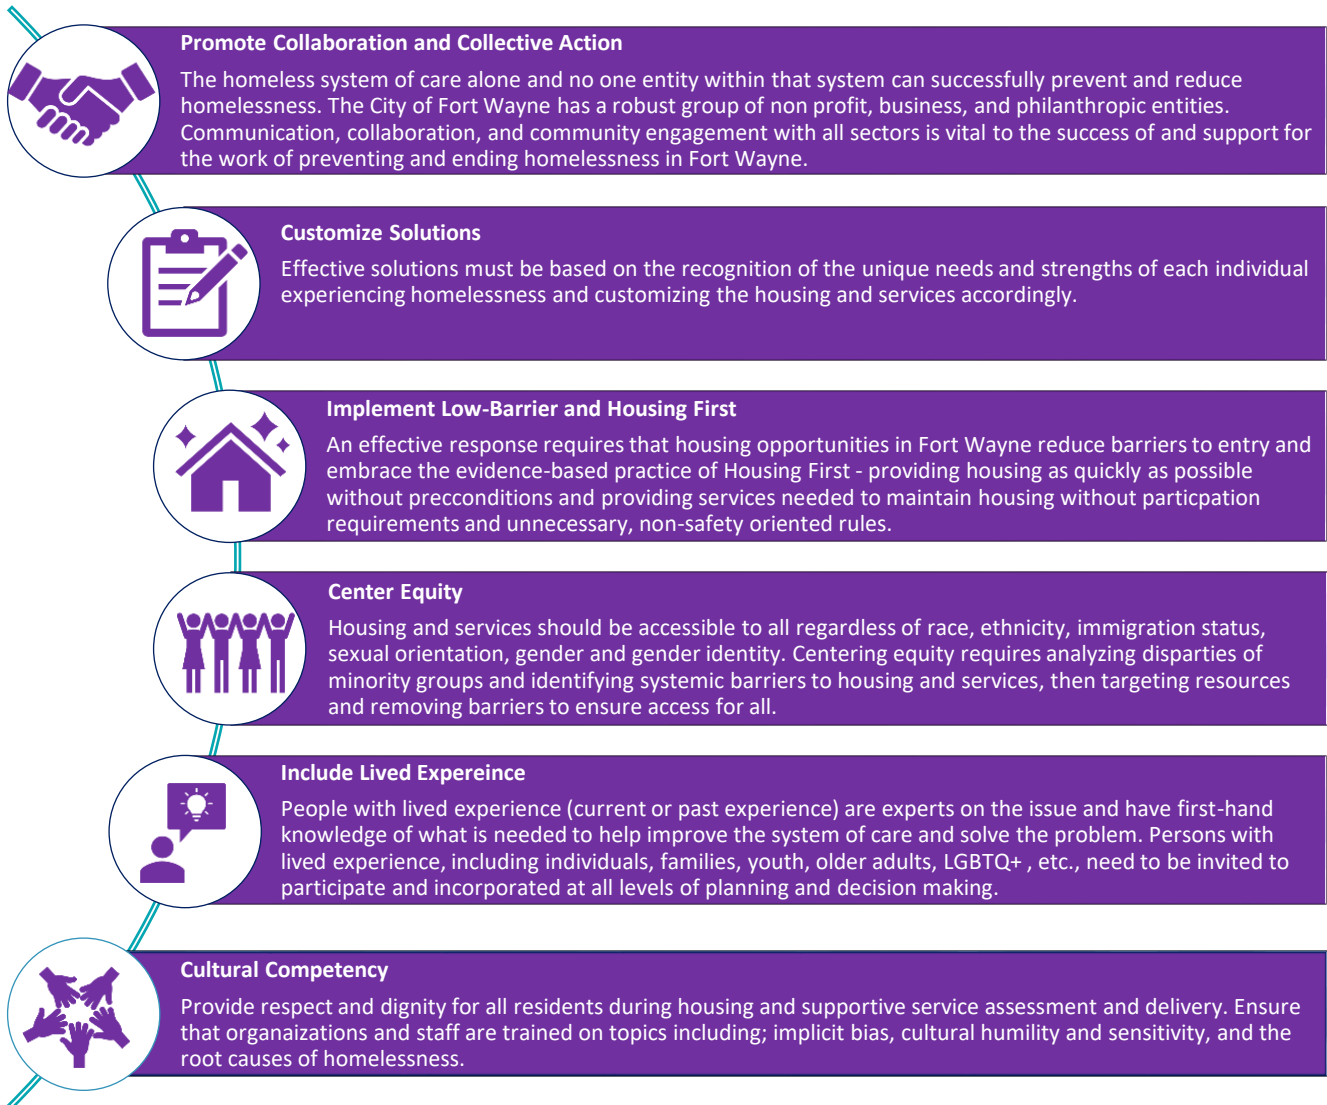 Promote Collaboration and Collective Action
The homeless system of care alone and no one entity within that system can successfully prevent and reduce
homelessness. The City of Fort Wayne has a robust group of non profit, business, and philanthropic entities.
Communication, collaboration, and community engagement with all sectors is vital to the success of and support for
the work of preventing and ending homelessness in Fort Wayne.
Customize Solutions
Effective solutions must be based on the recognition of the unique needs and strengths of each individual
experiencing homelessness and customizing the housing and services accordingly.
Implement Low-Barrier and Housing First
An effective response requires that housing opportunities in Fort Wayne reduce barriers to entry and
embrace the evidence-based practice of Housing First - providing housing as quickly as possible
without precconditions and providing services needed to maintain housing without particpation
requirements and unnecessary, non-safety oriented rules.
Center Equity
Housing and services should be accessible to all regardless of race, ethnicity, immigration status,
sexual orientation, gender and gender identity. Centering equity requires analyzing disparties of
minority groups and identifying systemic barriers to housing and services, then targeting resources
and removing barriers to ensure access for all.
Include Lived Expereince
People with lived experience (current or past experience) are experts on the issue and have first-hand
knowledge of what is needed to help improve the system of care and solve the problem. Persons with
lived experience, including individuals, families, youth, older adults, LGBTQ+ , etc., need to be invited to
participate and incorporated at all levels of planning and decision making.
Cultural Competency
Provide respect and dignity for all residents during housing and supportive service assessment and delivery. Ensure
that organaizations and staff are trained on topics including; implicit bias, cultural humility and sensitivity, and the
root causes of homelessness.